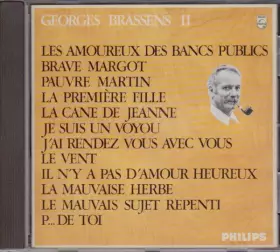 GEORGES BRASSENS II
LES AMOUREUX DES BANCS PUBLICS
BRAVE MARGOT
PAUVRE MARTIN
LA PREMIÈRE FILLE
LA CANE DE JEANNE
JE SUIS UN VOYOU
J'AI RENDEZ VOUS AVEC VOUS
LE VENT
IL N'Y A PAS D'AMOUR HEUREUX
LA MAUVAISE HERBE
LE MAUVAIS SUJET REPENTI
P... DE TOI
PHILIPS